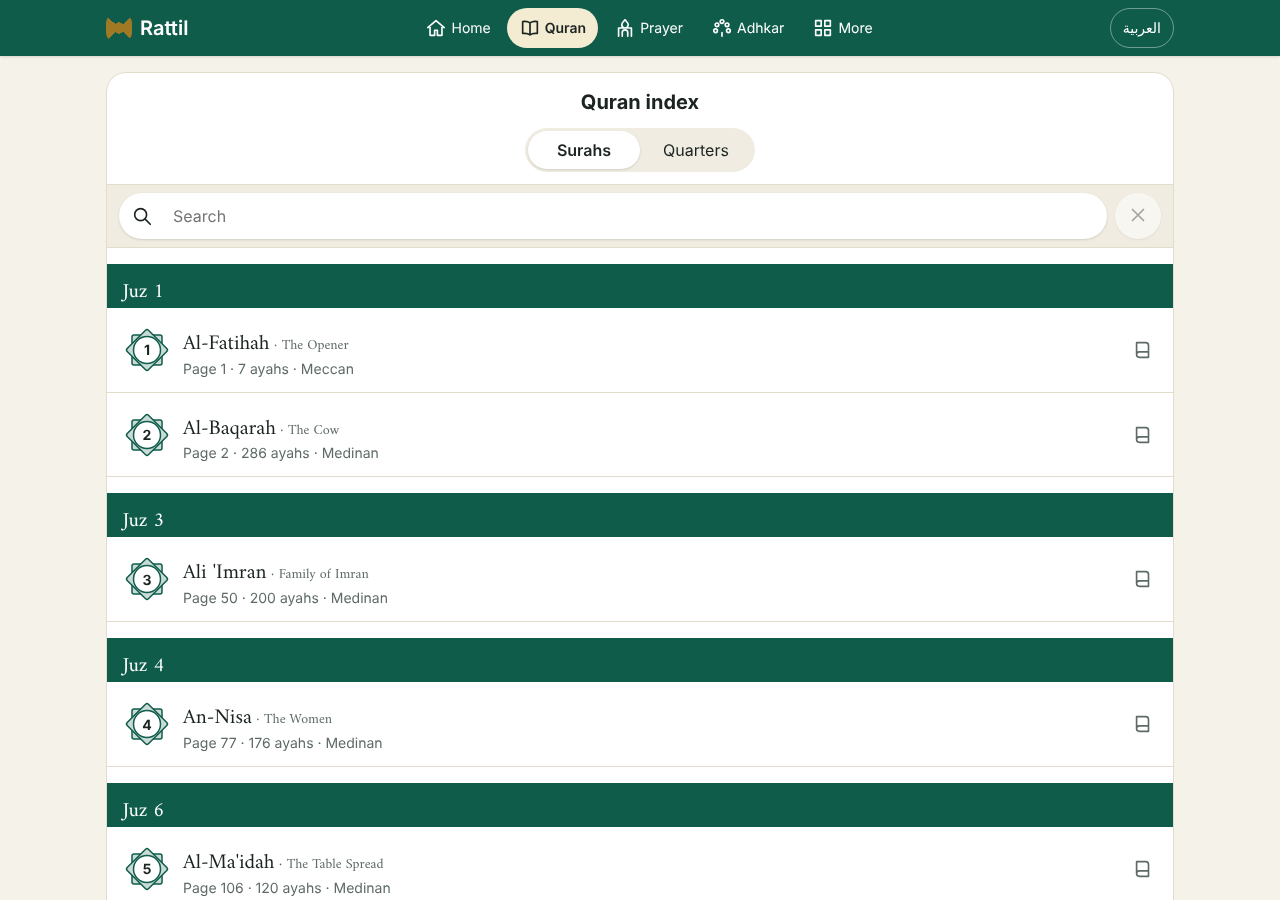 Rattil
Home
Quran
Prayer
Adhkar
More
العربية
Quran index
Surahs
Quarters
Search
Juz 1
1
Al-Fatihah · The Opener
Page 1 · 7 ayahs · Meccan
2
Al-Baqarah · The Cow
Page 2 · 286 ayahs · Medinan
Juz 3
3
Ali 'Imran · Family of Imran
Page 50 · 200 ayahs · Medinan
Juz 4
4
An-Nisa · The Women
Page 77 · 176 ayahs · Medinan
Juz 6
5
Al-Ma'idah · The Table Spread
Page 106 · 120 ayahs · Medinan